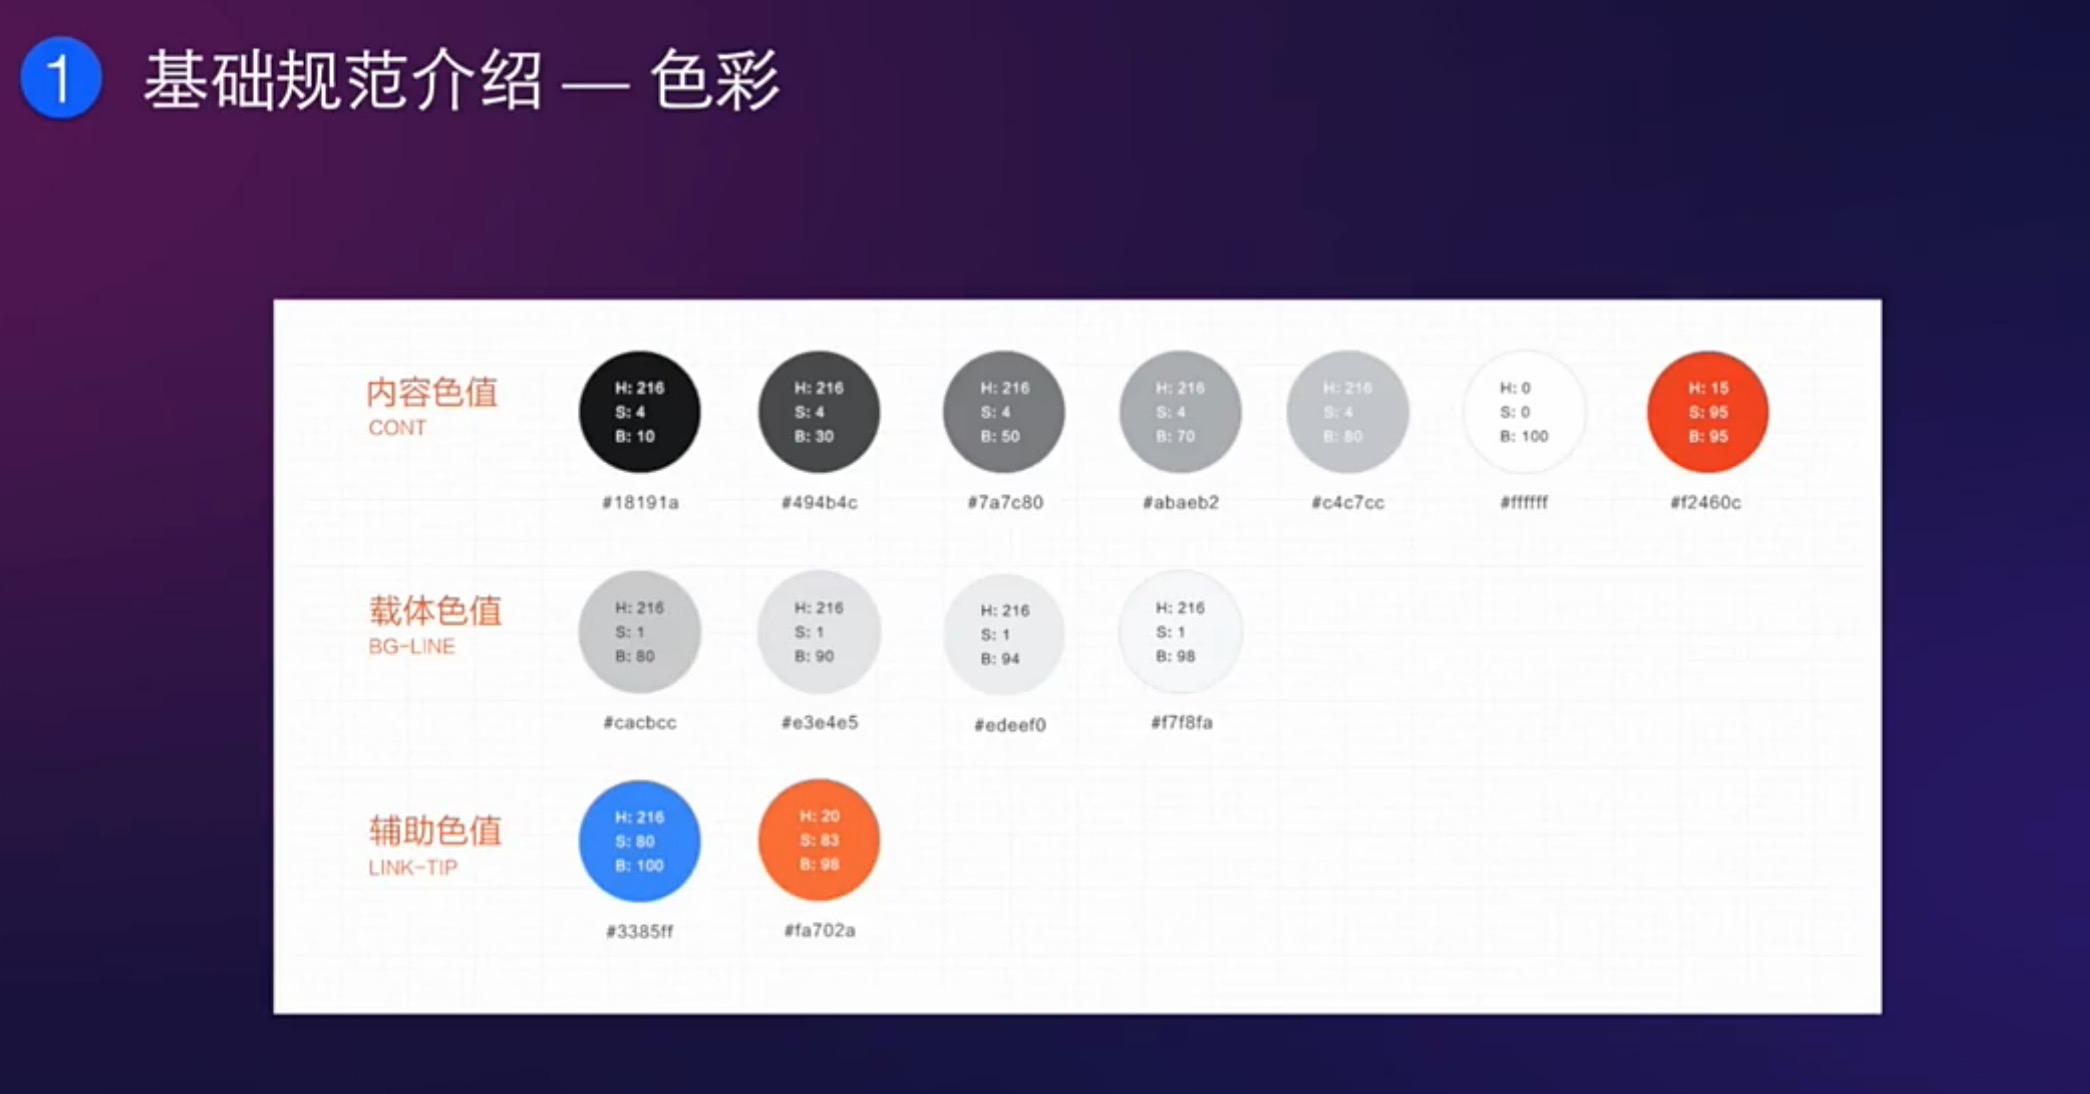 1 基础规范介绍 — 色彩
内容色值
CONT
H: 216
S: 4
B: 10
#18191a
H: 216
S: 4
B: 30
#494b4c
H: 216
S: 4
B: 50
#7a7c80
H: 216
S: 4
B: 70
#abaeb2
H: 216
S: 4
B: 80
#c4c7cc
H: 0
S: 0
B: 100
#ffffff
H: 15
S: 95
B: 95
#f2460c
载体色值
BG-LINE
H: 216
S: 1
B: 80
#cacbcc
H: 216
S: 1
B: 90
#e3e4e5
H: 216
S: 1
B: 94
#edeef0
H: 216
S: 1
B: 98
#f7f8fa
辅助色值
LINK-TIP
H: 216
S: 80
B: 100
#3385ff
H: 20
S: 83
B: 98
#fa702a